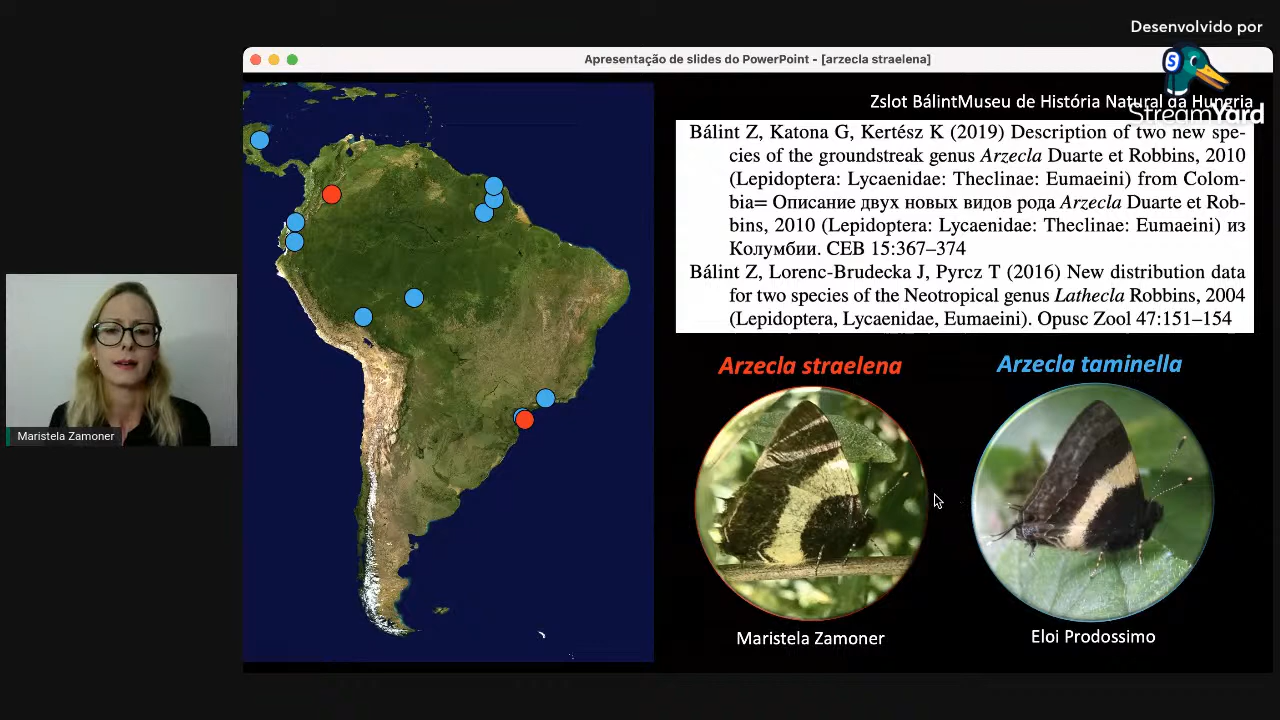 Desenvolvido por
StreamYard
Apresentação de slides do PowerPoint - [arzecla straelena]
Zslot BálintMuseu de História Natural da Hungria
Bálint Z, Katona G, Kertész K (2019) Description of two new spe-
cies of the groundstreak genus Arzecla Duarte et Robbins, 2010
(Lepidoptera: Lycaenidae: Theclinae: Eumaeini) from Colom-
bia= Описание двух новых видов рода Arzecla Duarte et Rob-
bins, 2010 (Lepidoptera: Lycaenidae: Theclinae: Eumaeini) из
Колумбии. CEB 15:367–374
Bálint Z, Lorenc-Brudecka J, Pyrcz T (2016) New distribution data
for two species of the Neotropical genus Lathecla Robbins, 2004
(Lepidoptera, Lycaenidae, Eumaeini). Opusc Zool 47:151–154
Arzecla straelena
Arzecla taminella
Maristela Zamoner
Eloi Prodossimo
Maristela Zamoner